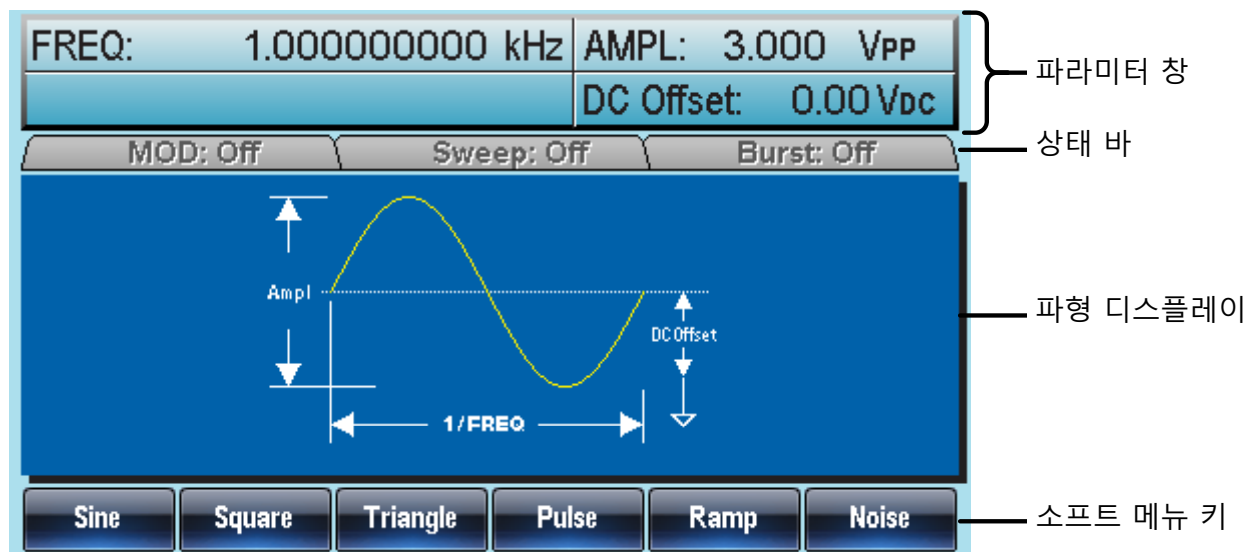 FREQ: 1.000000000 kHz AMPL: 3.000 VPP
DC Offset: 0.00 VDC
파라미터 창
MOD: Off Sweep: Off Burst: Off
상태 바
Ampl
DC Offset
1/FREQ
파형 디스플레이
Sine Square Triangle Pulse Ramp Noise
소프트 메뉴 키